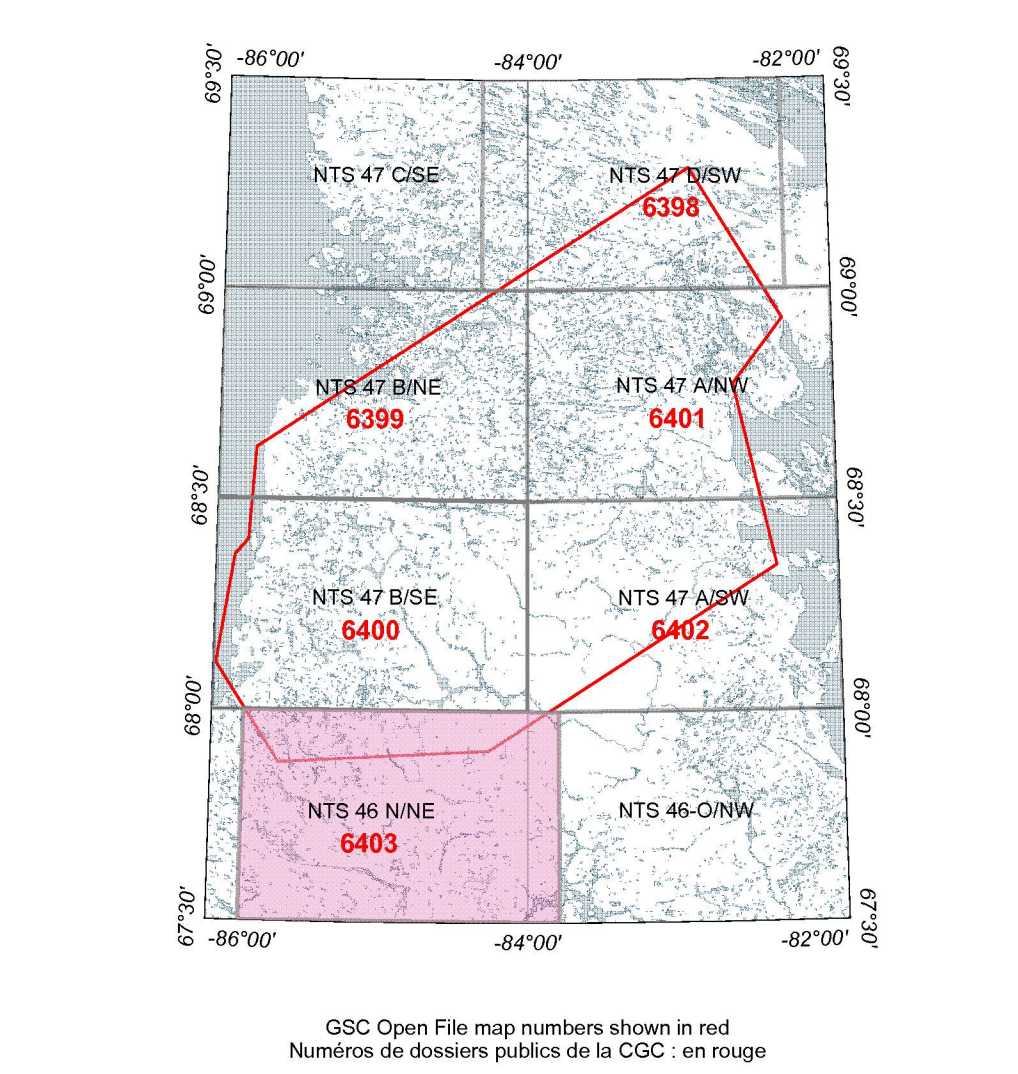 -86°00'
-84°00'
-82°00'
69°30'
69°30'
NTS 47 C/SE
NTS 47 D/SW
6398
69°00'
69°00'
NTS 47 B/NE
6399
NTS 47 A/NW
6401
68°30'
68°30'
NTS 47 B/SE
6400
NTS 47 A/SW
6402
68°00'
68°00'
NTS 46 N/NE
6403
NTS 46-O/NW
67°30'
67°30'
-86°00'
-84°00'
-82°00'
GSC Open File map numbers shown in red
Numéros de dossiers publics de la CGC : en rouge